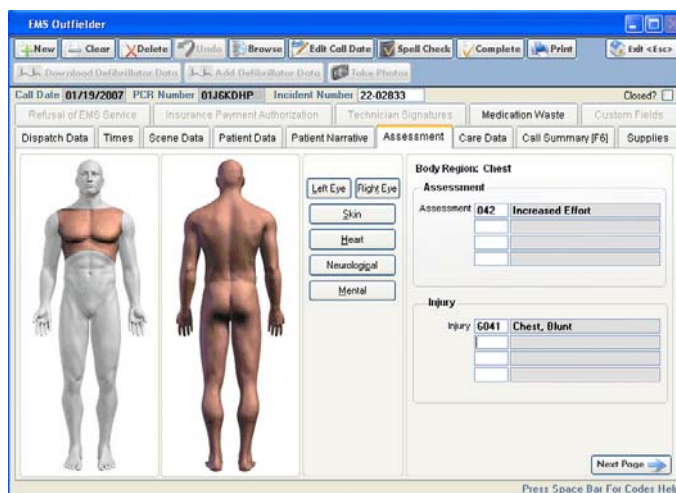 EMS Outfielder
New Clear Delete Undo Browse Edit Call Date Spell Check Complete Print Exit <Esc>
Download Defibrillator Data Add Defibrillator Data Take Photos
Call Date 01/19/2007 PCR Number 01J6KDHP Incident Number 22-02833 Closed?
Refusal of EMS Service Insurance Payment Authorization Technician Signatures Medication Waste Custom Fields
Dispatch Data Times Scene Data Patient Data Patient Narrative Assessment Care Data Call Summary [F6] Supplies
Body Region: Chest
Left Eye Right Eye
Skin
Heart
Neurological
Mental
Assessment
Assessment 042 Increased Effort
Injury
Injury 6041 Chest, Blunt
Next Page
Press Space Bar For Codes Help